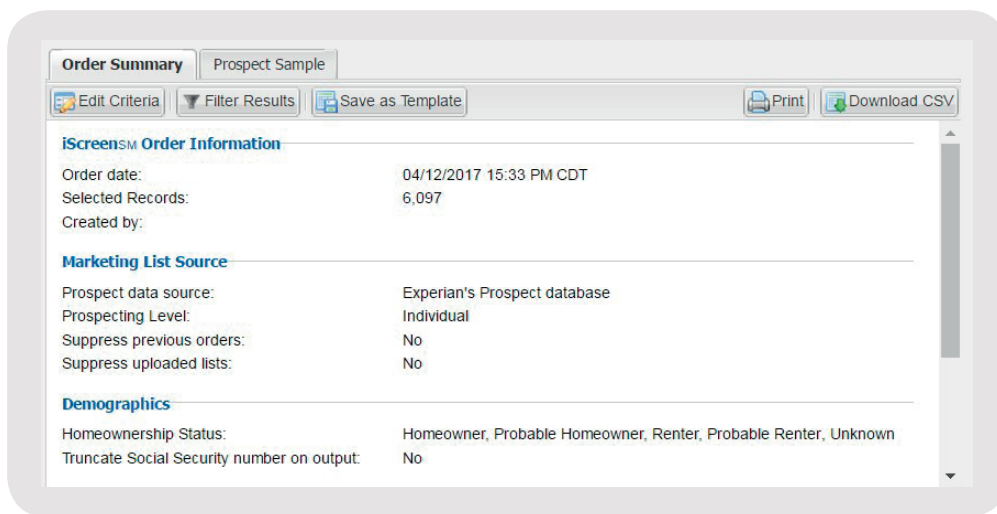 Order Summary Prospect Sample
Edit Criteria Filter Results Save as Template Print Download CSV
iScreenSM Order Information
Order date: 04/12/2017 15:33 PM CDT
Selected Records: 6,097
Created by:
Marketing List Source
Prospect data source: Experian's Prospect database
Prospecting Level: Individual
Suppress previous orders: No
Suppress uploaded lists: No
Demographics
Homeownership Status: Homeowner, Probable Homeowner, Renter, Probable Renter, Unknown
Truncate Social Security number on output: No